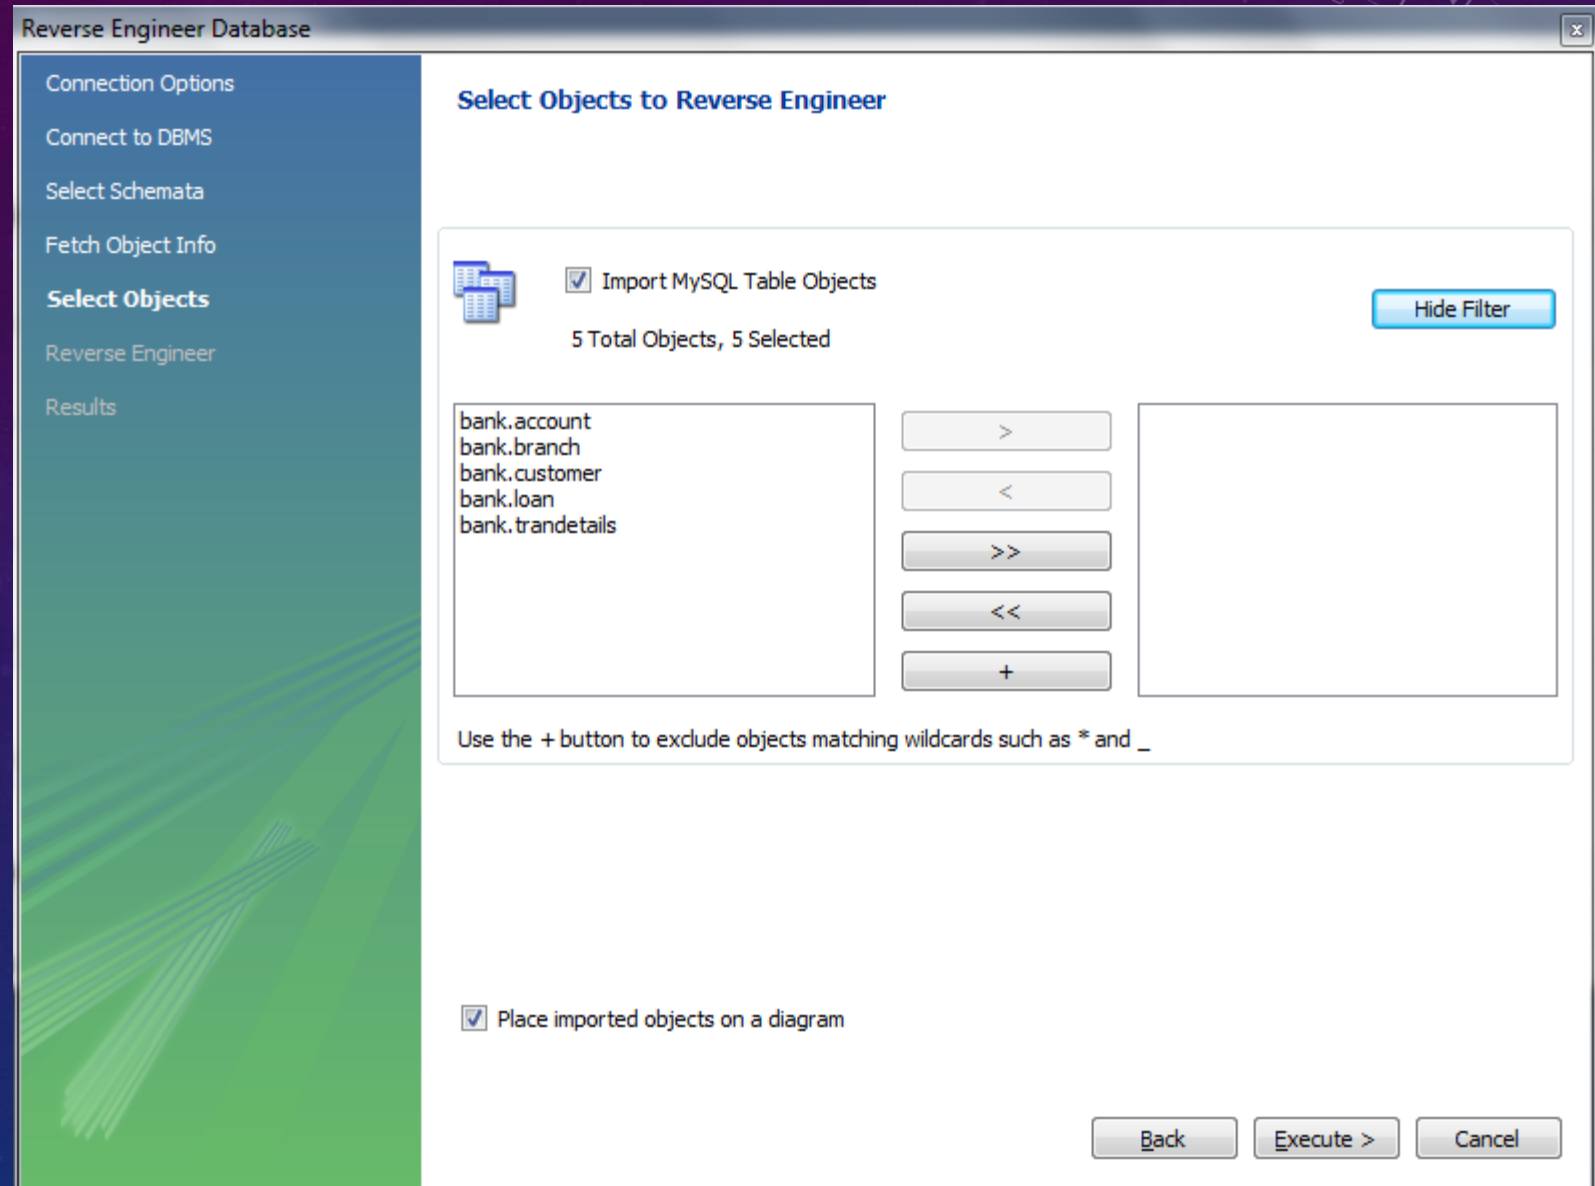 Reverse Engineer Database
x
Connection Options
Connect to DBMS
Select Schemata
Fetch Object Info
Select Objects
Reverse Engineer
Results
Select Objects to Reverse Engineer
Import MySQL Table Objects
Hide Filter
5 Total Objects, 5 Selected
bank.account
bank.branch
bank.customer
bank.loan
bank.trandetails
>
<
>>
<<
+
Use the + button to exclude objects matching wildcards such as * and _
Place imported objects on a diagram
Back
Execute >
Cancel